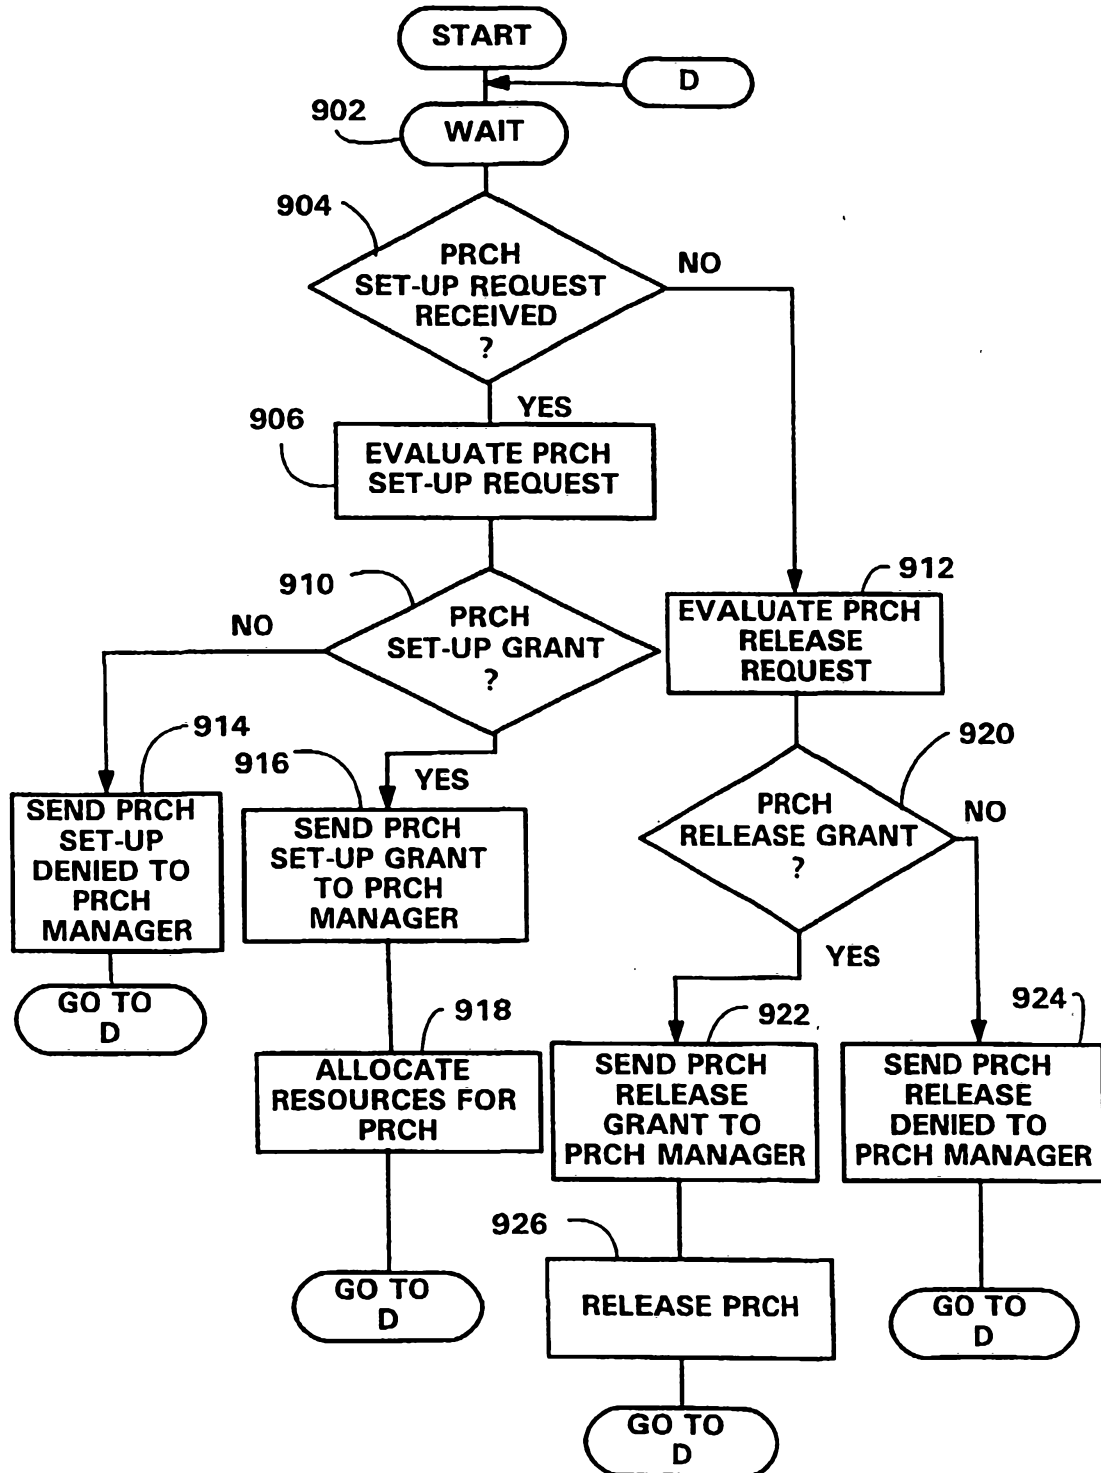 START
D
902
WAIT
904
PRCH
SET-UP REQUEST
RECEIVED
?
NO
YES
906
EVALUATE PRCH
SET-UP REQUEST
910
PRCH
SET-UP GRANT
?
NO
YES
912
EVALUATE PRCH
RELEASE
REQUEST
914
SEND PRCH
SET-UP
DENIED TO
PRCH
MANAGER
GO TO
D
916
SEND PRCH
SET-UP GRANT
TO PRCH
MANAGER
918
ALLOCATE
RESOURCES FOR
PRCH
GO TO
D
920
PRCH
RELEASE GRANT
?
NO
YES
922
SEND PRCH
RELEASE
GRANT TO
PRCH MANAGER
924
SEND PRCH
RELEASE
DENIED TO
PRCH MANAGER
926
RELEASE PRCH
GO TO
D
GO TO
D